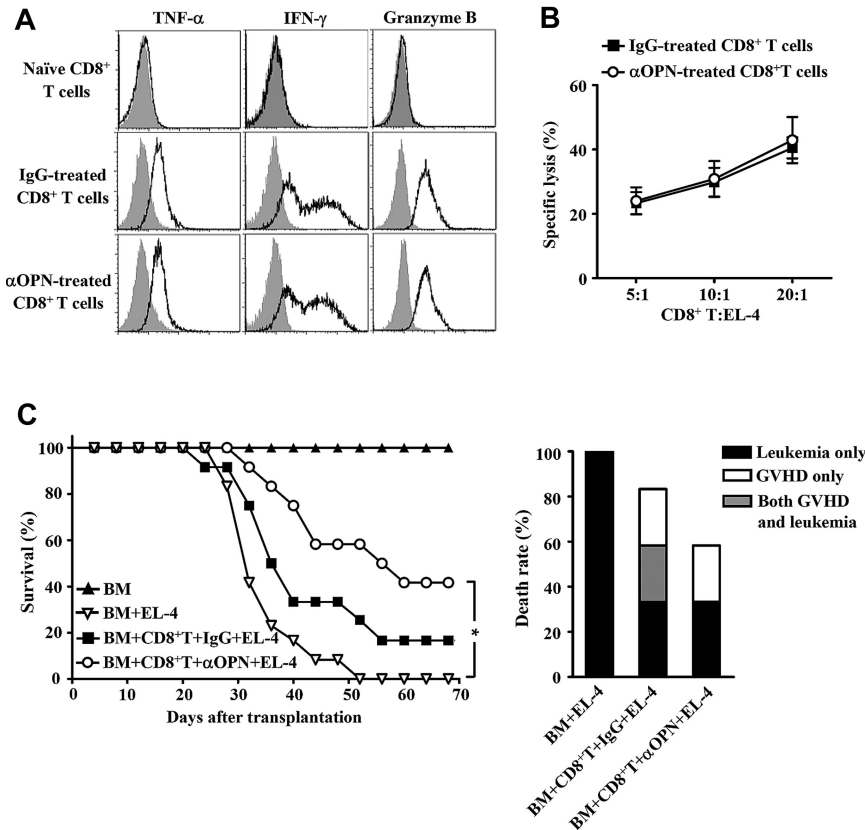 A
TNF-α IFN-γ Granzyme B
Naïve CD8⁺
T cells
IgG-treated
CD8⁺ T cells
αOPN-treated
CD8⁺ T cells
B
IgG-treated CD8⁺ T cells
αOPN-treated CD8⁺T cells
Specific lysis (%)
60
40
20
0
5:1 10:1 20:1
CD8⁺ T:EL-4
C
Survival (%)
100
80
60
40
20
0
BM
BM+EL-4
BM+CD8⁺T+IgG+EL-4
BM+CD8⁺T+αOPN+EL-4
*
0 10 20 30 40 50 60 70
Days after transplantation
Death rate (%)
100
80
60
40
20
0
Leukemia only
GVHD only
Both GVHD
and leukemia
BM+EL-4
BM+CD8⁺T+IgG+EL-4
BM+CD8⁺T+αOPN+EL-4